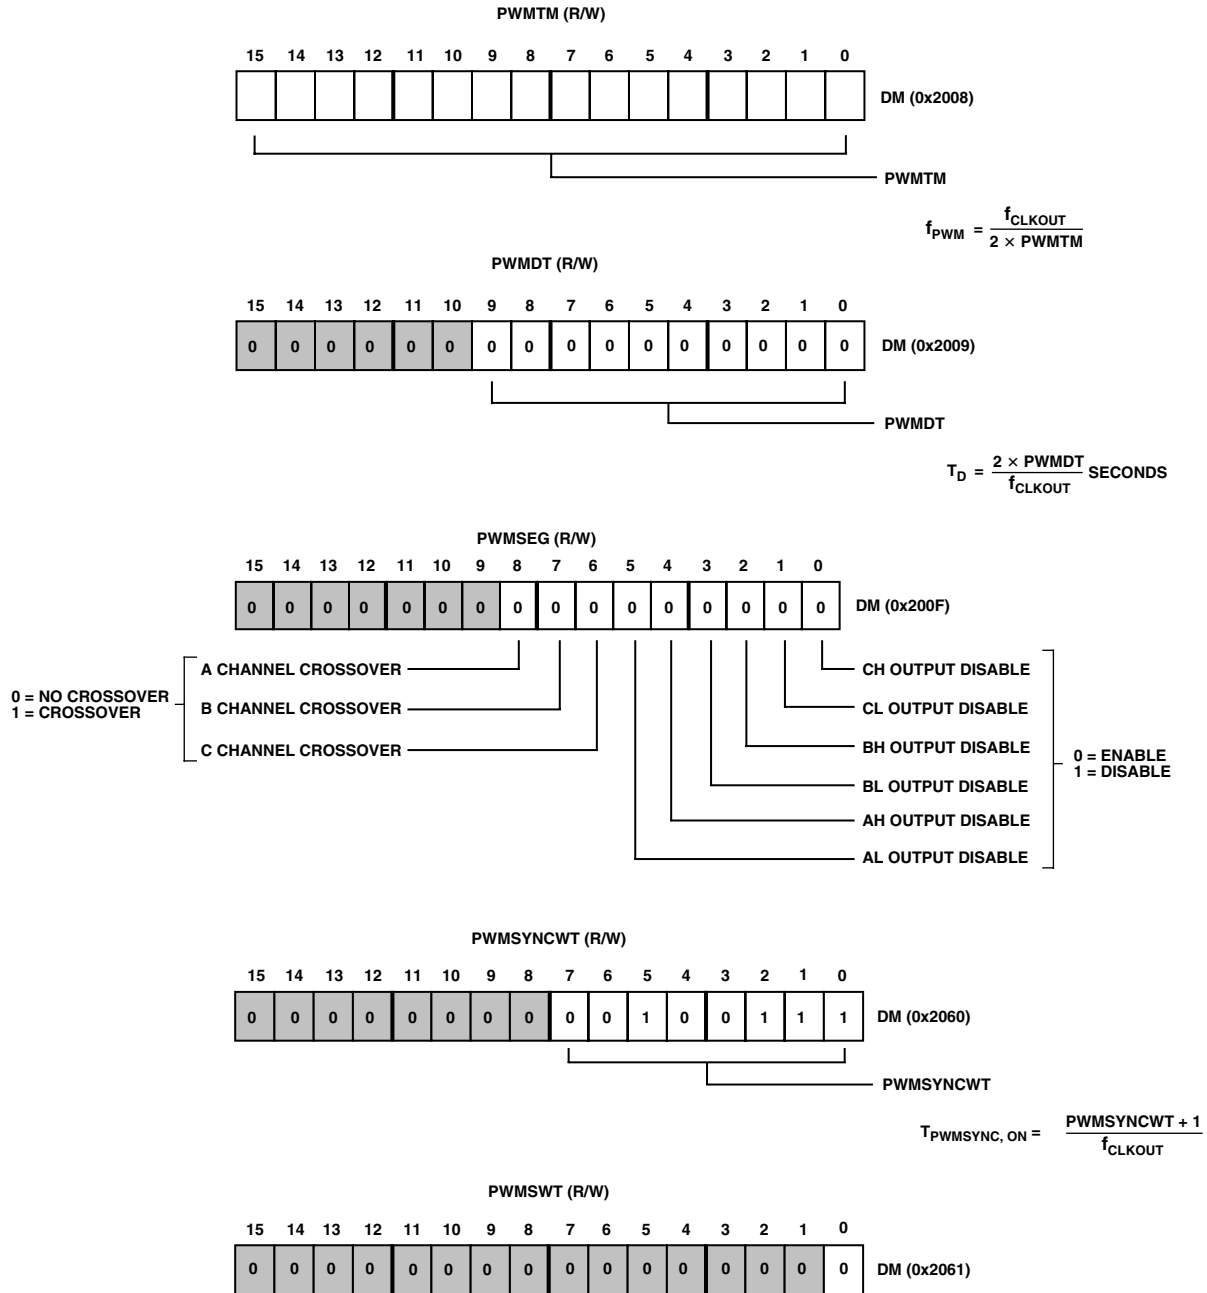 PWMTM (R/W)
15 14 13 12 11 10 9 8 7 6 5 4 3 2 1 0
DM (0x2008)
PWMTM
f_PWM = f_CLKOUT / 2 × PWMTM
PWMDT (R/W)
15 14 13 12 11 10 9 8 7 6 5 4 3 2 1 0
0 0 0 0 0 0 0 0 0 0 0 0 0 0 0 0 DM (0x2009)
PWMDT
T_D = 2 × PWMDT / f_CLKOUT SECONDS
PWMSEG (R/W)
15 14 13 12 11 10 9 8 7 6 5 4 3 2 1 0
0 0 0 0 0 0 0 0 0 0 0 0 0 0 0 0 DM (0x200F)
0 = NO CROSSOVER
1 = CROSSOVER
A CHANNEL CROSSOVER
B CHANNEL CROSSOVER
C CHANNEL CROSSOVER
CH OUTPUT DISABLE
CL OUTPUT DISABLE
BH OUTPUT DISABLE
BL OUTPUT DISABLE
AH OUTPUT DISABLE
AL OUTPUT DISABLE
0 = ENABLE
1 = DISABLE
PWMSYNCWT (R/W)
15 14 13 12 11 10 9 8 7 6 5 4 3 2 1 0
0 0 0 0 0 0 0 0 0 0 1 0 0 1 1 1 DM (0x2060)
PWMSYNCWT
T_PWMSYNC, ON = PWMSYNCWT + 1 / f_CLKOUT
PWMSWT (R/W)
15 14 13 12 11 10 9 8 7 6 5 4 3 2 1 0
0 0 0 0 0 0 0 0 0 0 0 0 0 0 0 0 DM (0x2061)